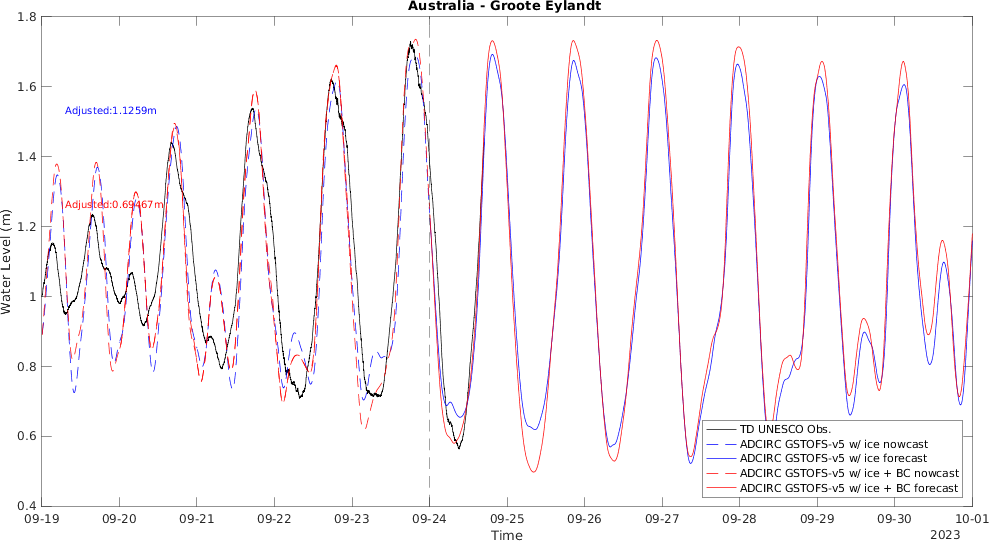 Australia - Groote Eylandt
1.8
1.6
1.4
1.2
1
0.8
0.6
0.4
Water Level (m)
Adjusted:1.1259m
Adjusted:0.69467m
TD UNESCO Obs.
ADCIRC GSTOFS-v5 w/ ice nowcast
ADCIRC GSTOFS-v5 w/ ice forecast
ADCIRC GSTOFS-v5 w/ ice + BC nowcast
ADCIRC GSTOFS-v5 w/ ice + BC forecast
09-19 09-20 09-21 09-22 09-23 09-24 09-25 09-26 09-27 09-28 09-29 09-30 10-01
Time
2023